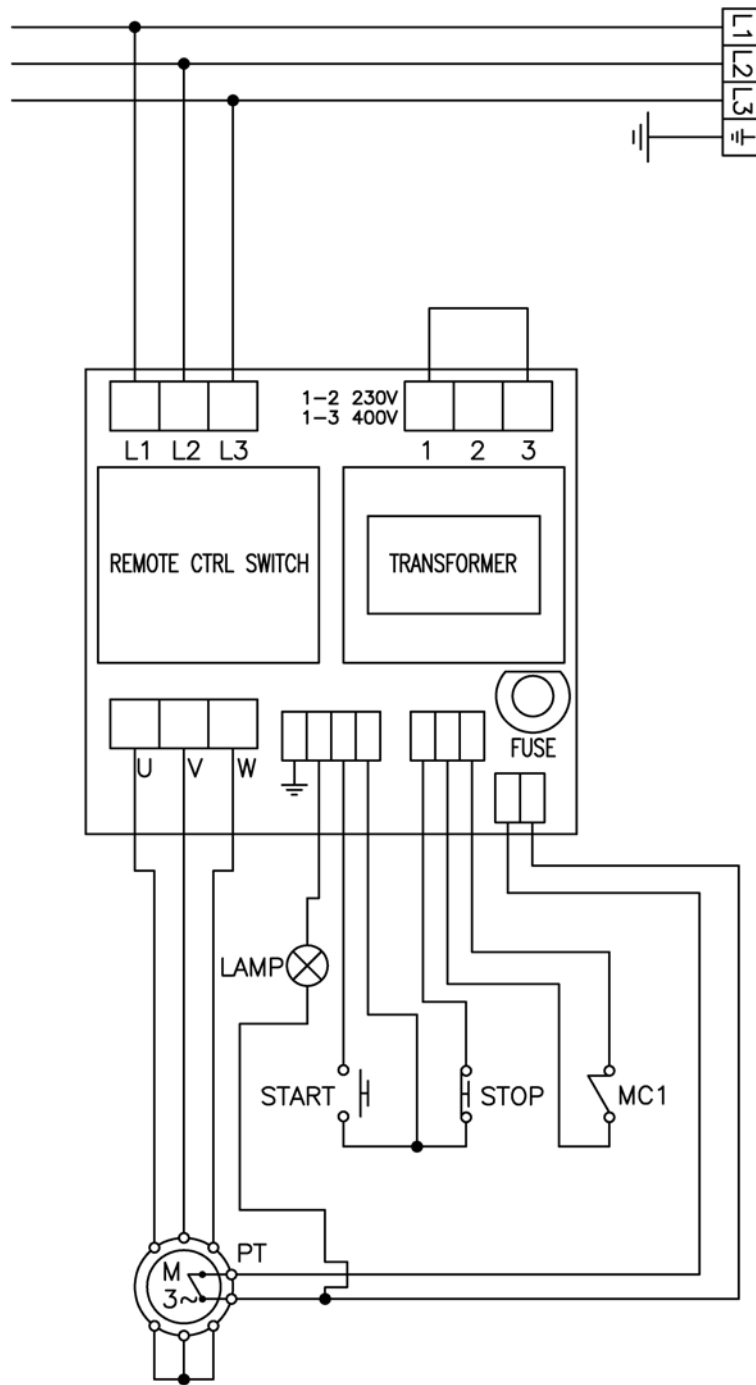 L1
L2
L3
1-2 230V
1-3 400V
L1 L2 L3
1 2 3
REMOTE CTRL SWITCH
TRANSFORMER
FUSE
U V W
LAMP
START
STOP
MC1
PT
M
3~